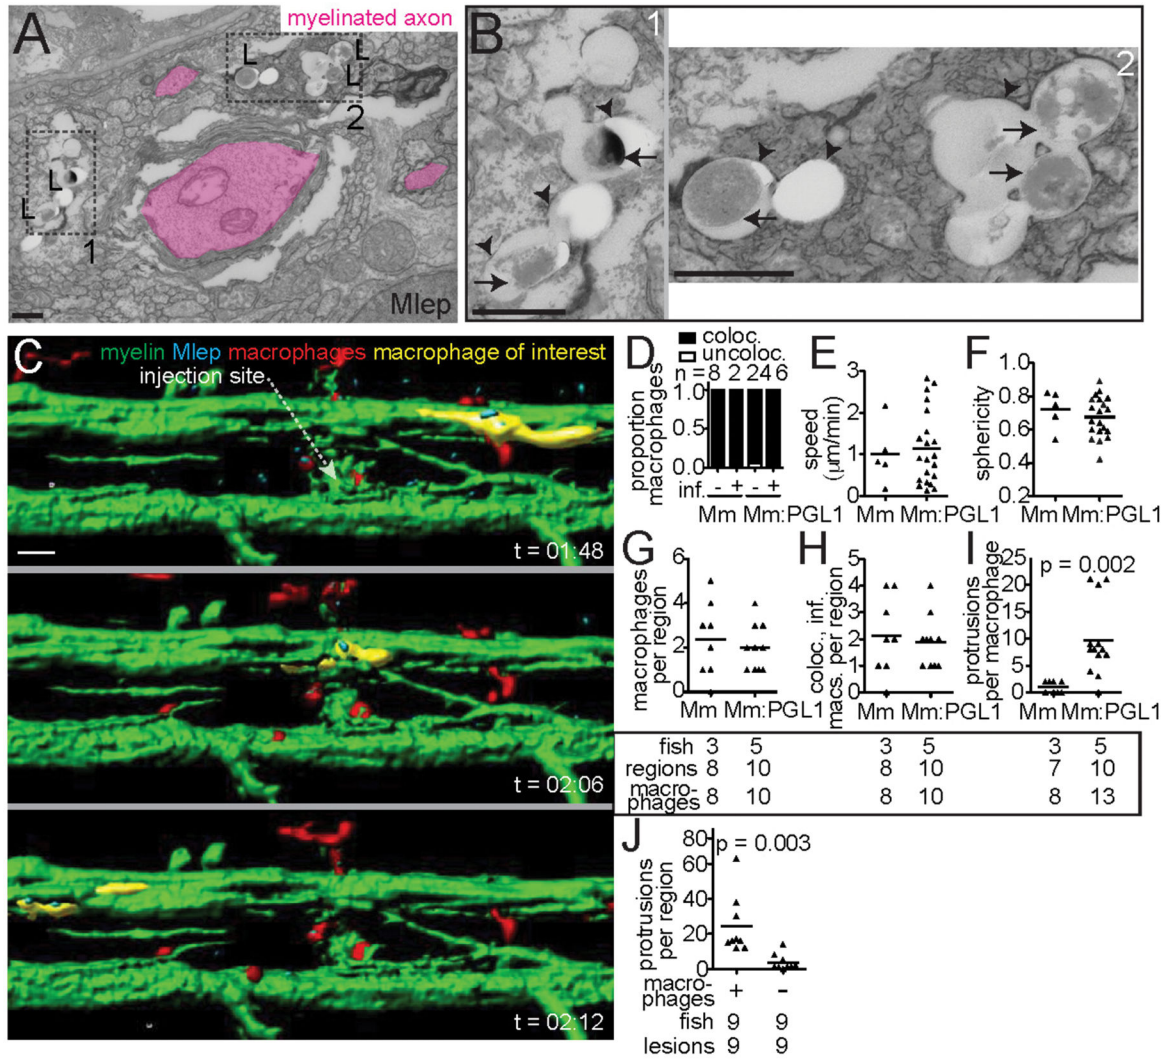 A
myelinated axon
L
L
L
2
L
L
1
Mlep
B
1
2
C
myelin Mlep macrophages macrophage of interest
injection site
t = 01:48
t = 02:06
t = 02:12
D
coloc.
uncoloc.
n = 8 2 24 6
proportion
macrophages
1.0
0.5
0.0
inf. - + - +
Mm Mm:PGL1
E
speed
(µm/min)
3
2
1
0
Mm Mm:PGL1
F
sphericity
1.0
0.8
0.6
0.4
0.2
Mm Mm:PGL1
G
macrophages
per region
6
4
2
0
Mm Mm:PGL1
H
coloc., inf.
macs. per region
5
4
3
2
1
0
Mm Mm:PGL1
I
p = 0.002
protrusions
per macrophage
25
20
15
10
5
0
Mm Mm:PGL1
fish 3 5 3 5 3 5
regions 8 10 8 10 7 10
macro-
phages 8 10 8 10 8 13
J
p = 0.003
protrusions
per region
80
60
40
20
0
macro-
phages + -
fish 9 9
lesions 9 9